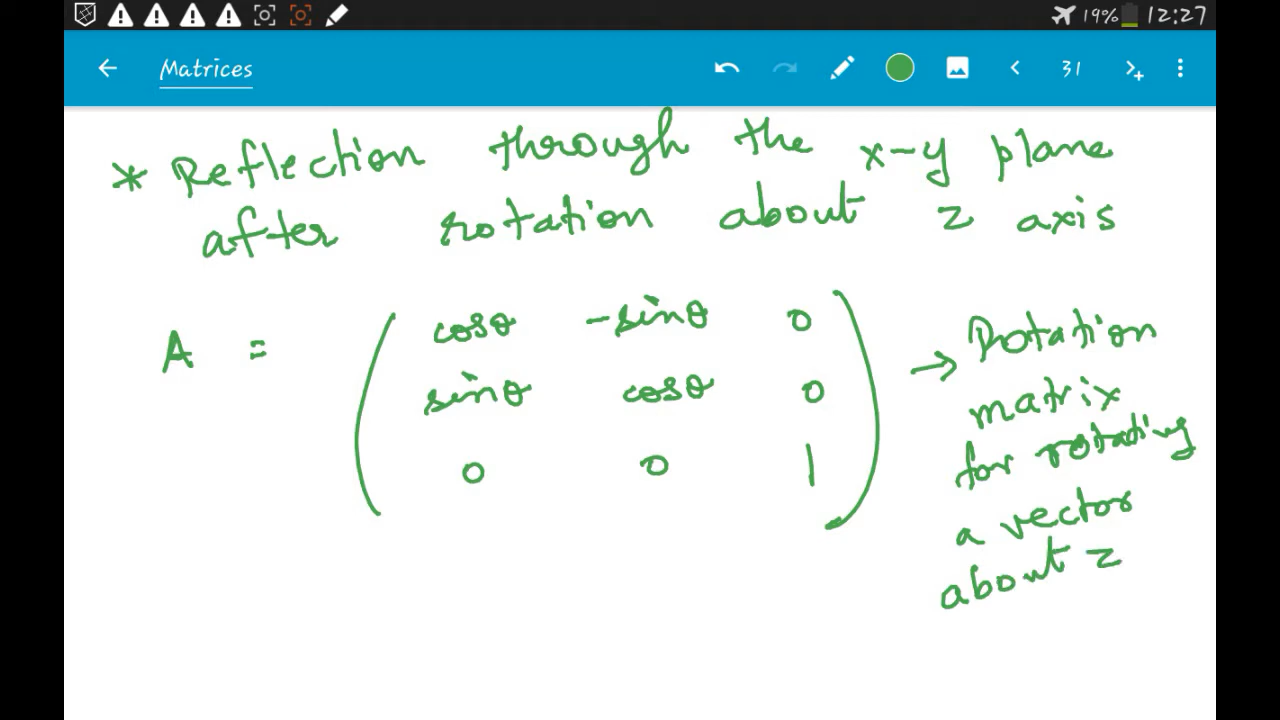 19% 12:27
Matrices 31
* Reflection through the x-y plane
after rotation about z axis
A = ( cosθ -sinθ 0
sinθ cosθ 0
0 0 1 )
→ Rotation
matrix
for rotating
a vector
about z